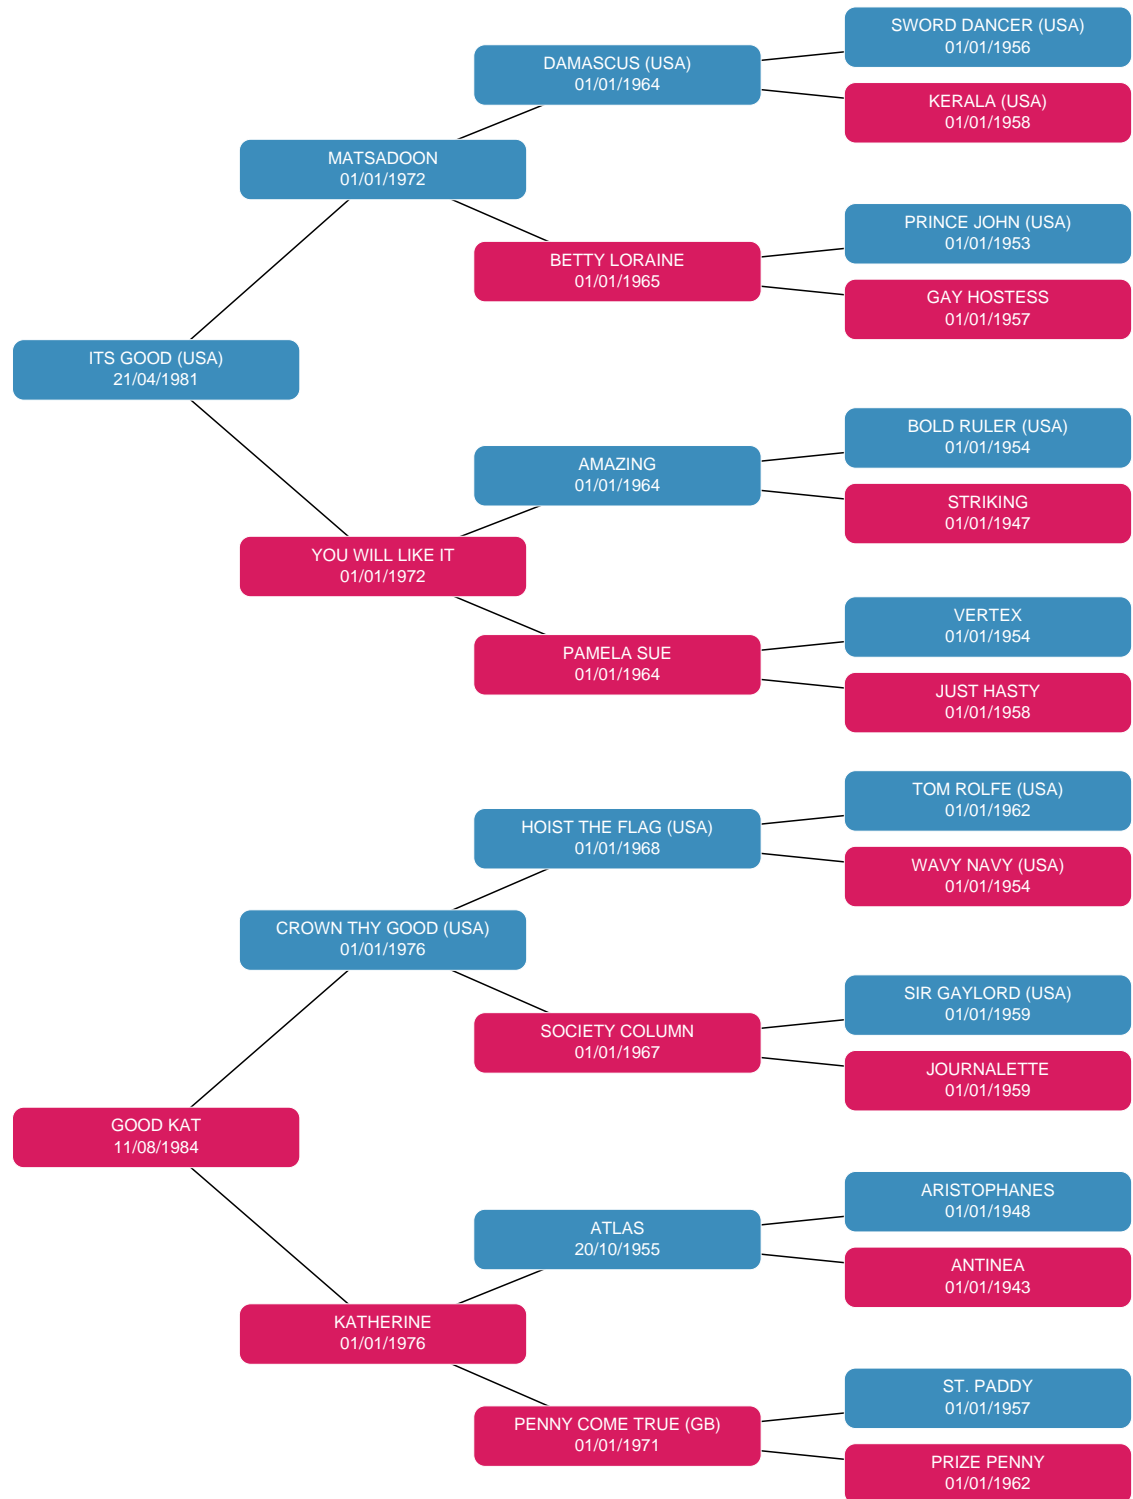 SWORD DANCER (USA)
01/01/1956
DAMASCUS (USA)
01/01/1964
KERALA (USA)
01/01/1958
MATSADOON
01/01/1972
PRINCE JOHN (USA)
01/01/1953
BETTY LORAINE
01/01/1965
GAY HOSTESS
01/01/1957
ITS GOOD (USA)
21/04/1981
BOLD RULER (USA)
01/01/1954
AMAZING
01/01/1964
STRIKING
01/01/1947
YOU WILL LIKE IT
01/01/1972
VERTEX
01/01/1954
PAMELA SUE
01/01/1964
JUST HASTY
01/01/1958
TOM ROLFE (USA)
01/01/1962
HOIST THE FLAG (USA)
01/01/1968
WAVY NAVY (USA)
01/01/1954
CROWN THY GOOD (USA)
01/01/1976
SIR GAYLORD (USA)
01/01/1959
SOCIETY COLUMN
01/01/1967
JOURNALETTE
01/01/1959
GOOD KAT
11/08/1984
ARISTOPHANES
01/01/1948
ATLAS
20/10/1955
ANTINEA
01/01/1943
KATHERINE
01/01/1976
ST. PADDY
01/01/1957
PENNY COME TRUE (GB)
01/01/1971
PRIZE PENNY
01/01/1962